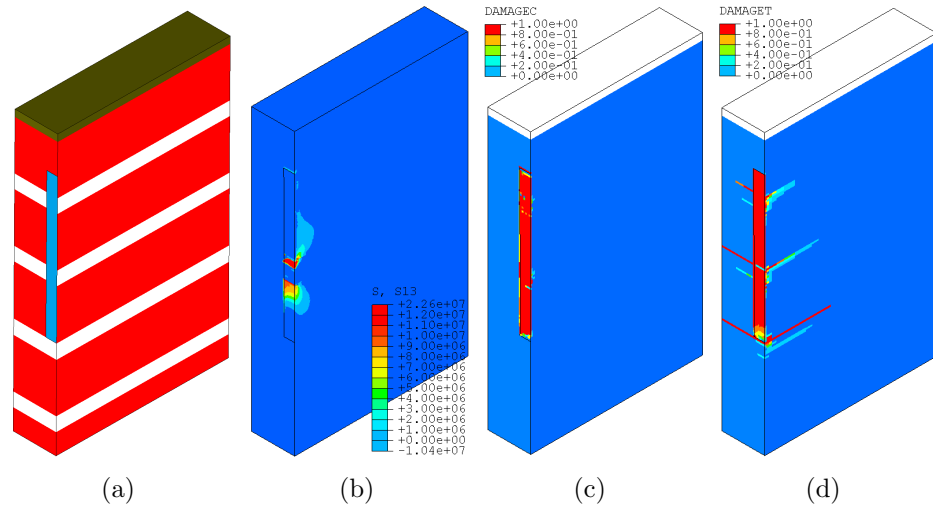 DAMAGEC
+1.00e+00
+8.00e-01
+6.00e-01
+4.00e-01
+2.00e-01
+0.00e+00
DAMAGET
+1.00e+00
+8.00e-01
+6.00e-01
+4.00e-01
+2.00e-01
+0.00e+00
S, S13
+2.26e+07
+1.20e+07
+1.10e+07
+1.00e+07
+9.00e+06
+8.00e+06
+7.00e+06
+6.00e+06
+5.00e+06
+4.00e+06
+3.00e+06
+2.00e+06
+1.00e+06
+0.00e+00
-1.04e+07
(a)
(b)
(c)
(d)